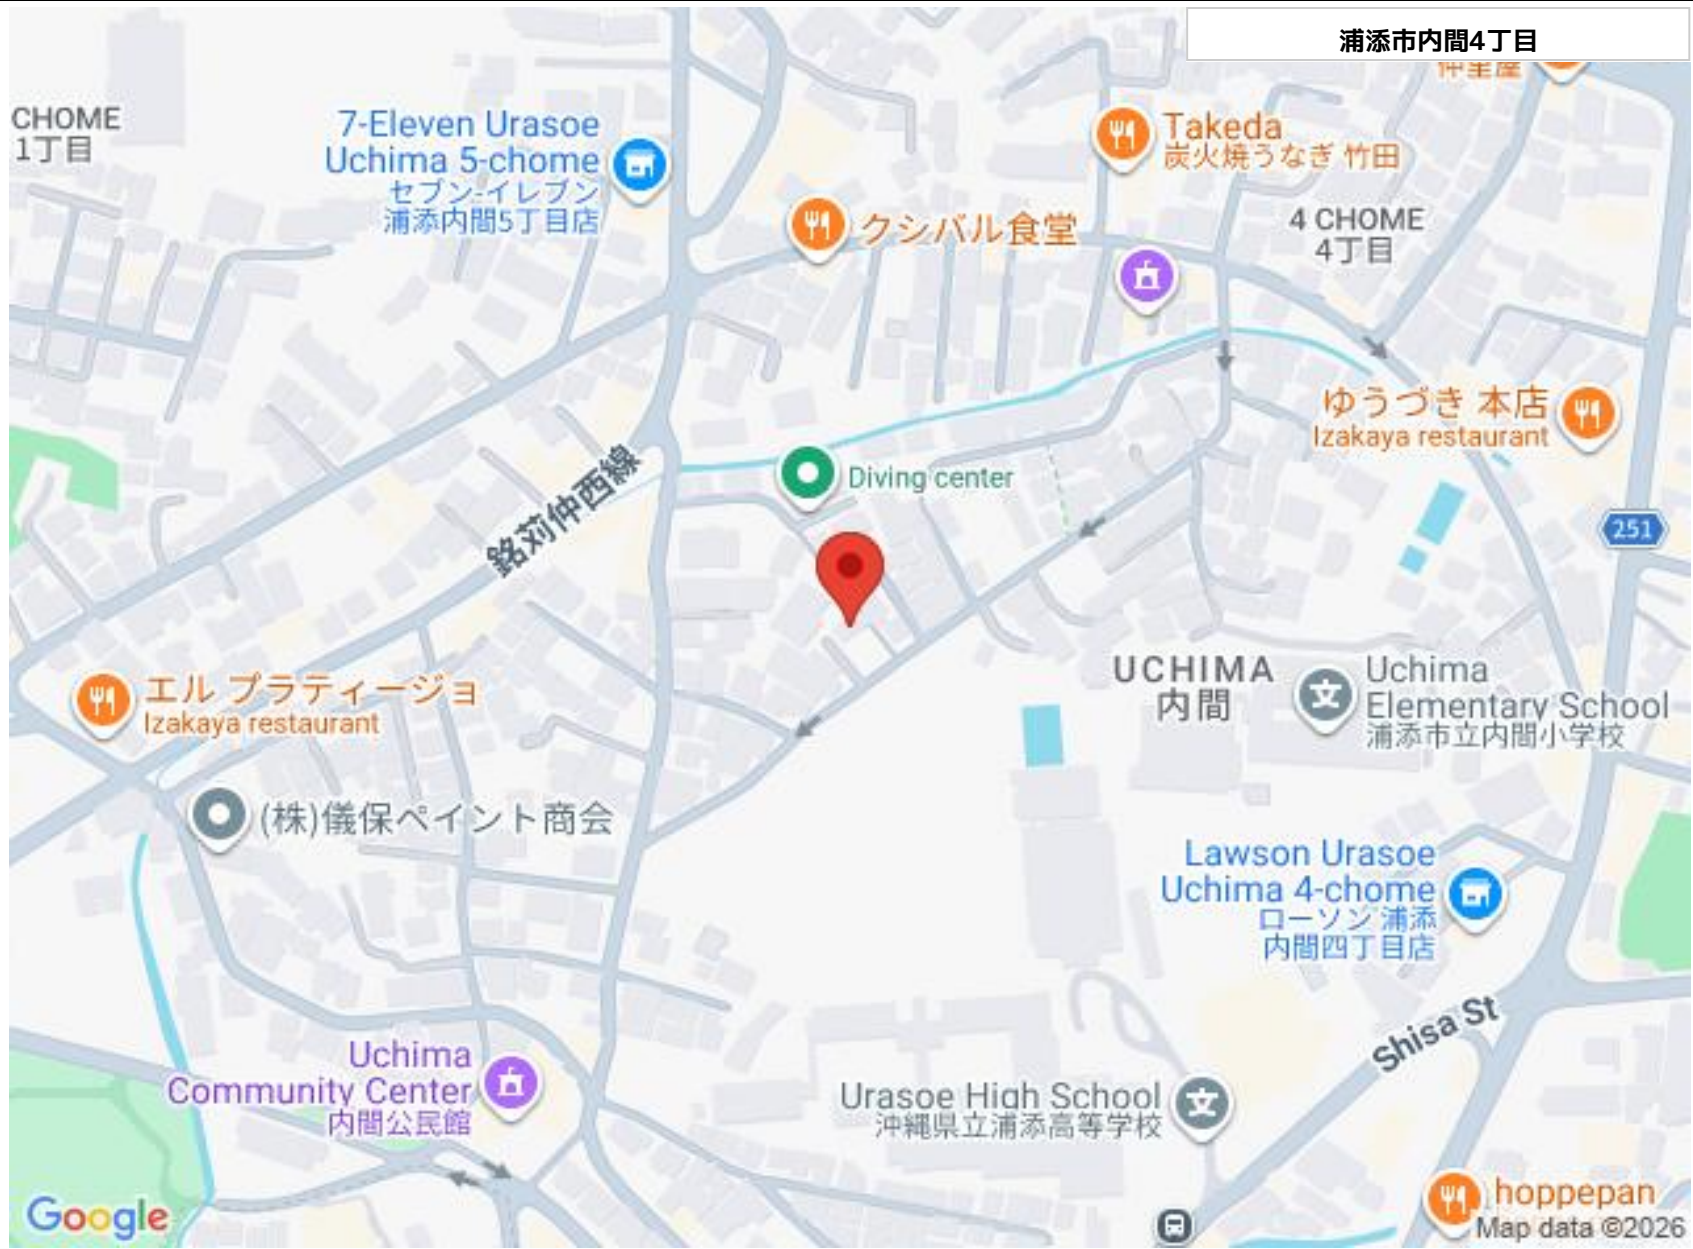 浦添市内間4丁目
仲里屋
CHOME
1丁目
7-Eleven Urasoe
Uchima 5-chome
セブン-イレブン
浦添内間5丁目店
Takeda
炭火焼うなぎ 竹田
クシバル食堂
4 CHOME
4丁目
ゆうづき 本店
Izakaya restaurant
Diving center
銘苅仲西線
251
エル プラティージョ
Izakaya restaurant
UCHIMA
内間
Uchima
Elementary School
浦添市立内間小学校
(株)儀保ペイント商会
Lawson Urasoe
Uchima 4-chome
ローソン 浦添
内間四丁目店
Shisa St
Uchima
Community Center
内間公民館
Urasoe High School
沖縄県立浦添高等学校
hoppepan
Google
Map data ©2026